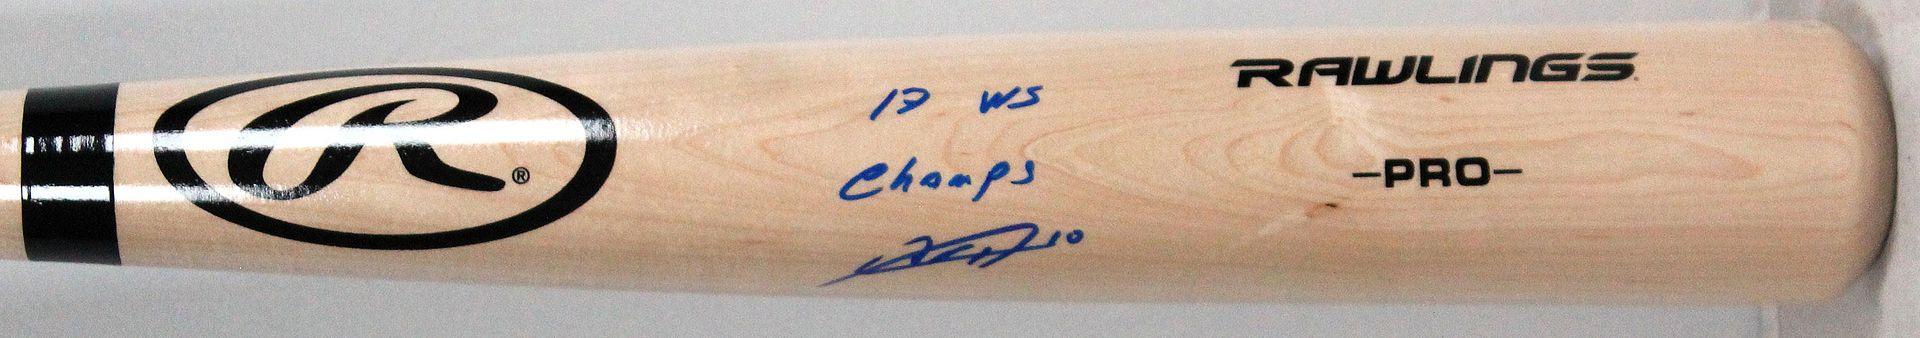 R®
17 WS
Champs
10
RAWLINGS
-PRO-